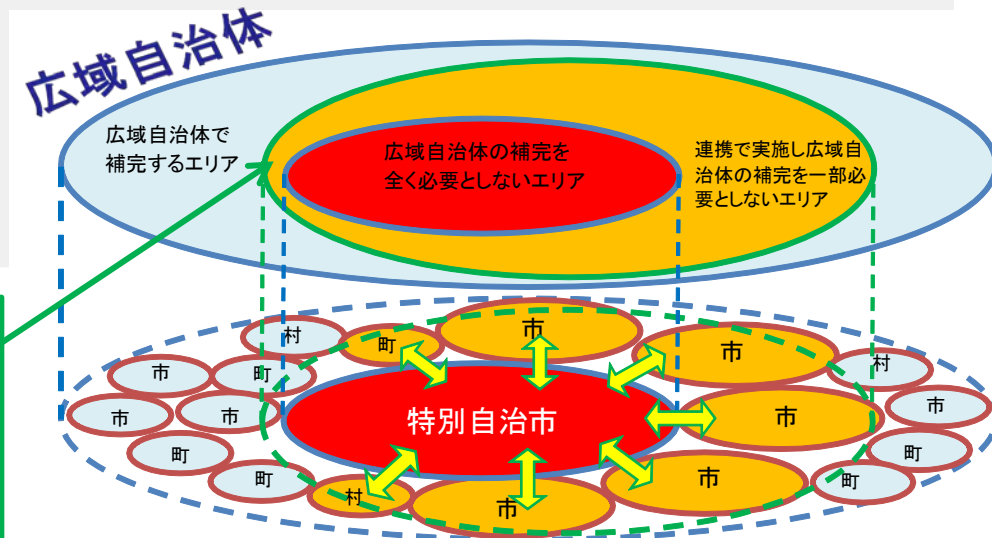 広域自治体
広域自治体で
補完するエリア
広域自治体の補完を
全く必要としないエリア
連携で実施し広域自
治体の補完を一部必
要としないエリア
村
町
市
市
村
市
町
市
市
市
特別自治市
市
市
町
町
町
村
市
市
町